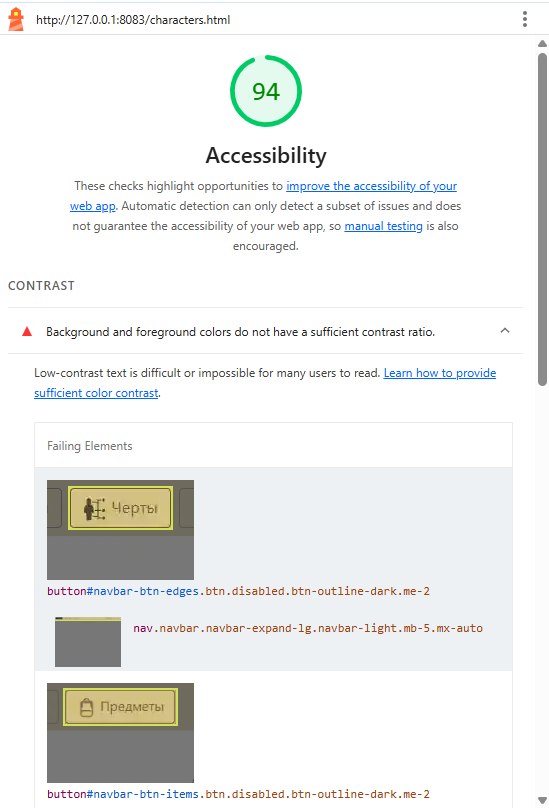 http://127.0.0.1:8083/characters.html
94
Accessibility
These checks highlight opportunities to improve the accessibility of your
web app. Automatic detection can only detect a subset of issues and does
not guarantee the accessibility of your web app, so manual testing is also
encouraged.
CONTRAST
Background and foreground colors do not have a sufficient contrast ratio.
Low-contrast text is difficult or impossible for many users to read. Learn how to provide
sufficient color contrast.
Failing Elements
Черты
button#navbar-btn-edges.btn.disabled.btn-outline-dark.me-2
nav.navbar.navbar-expand-lg.navbar-light.mb-5.mx-auto
Предметы
button#navbar-btn-items.btn.disabled.btn-outline-dark.me-2